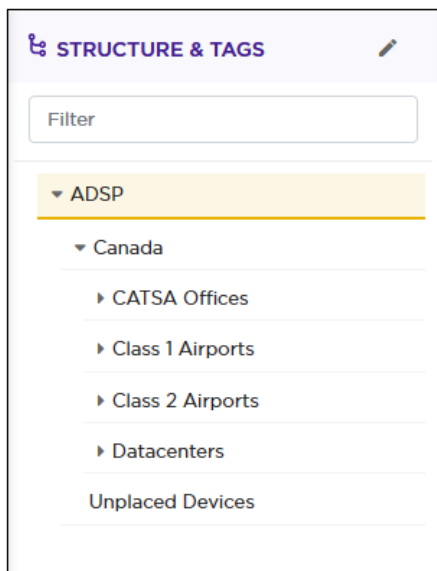 STRUCTURE & TAGS
Filter
ADSP
Canada
CATSA Offices
Class 1 Airports
Class 2 Airports
Datacenters
Unplaced Devices